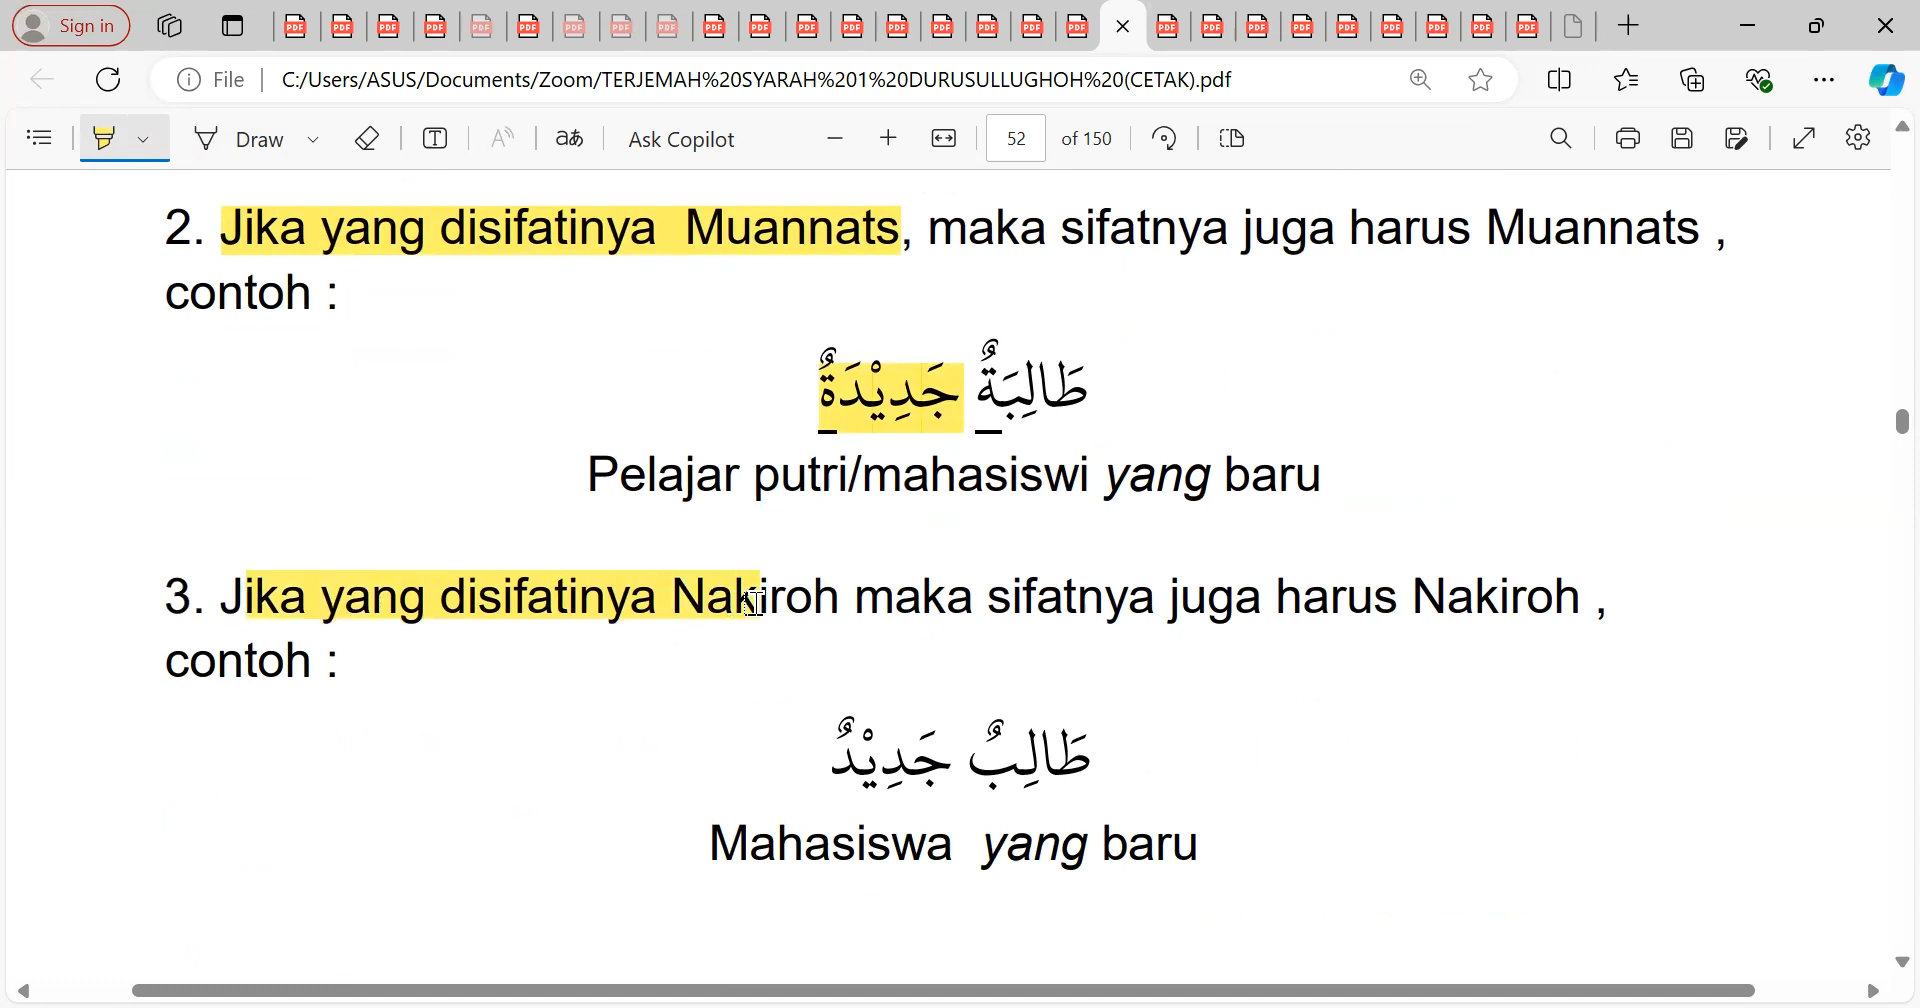 Sign in
File
C:/Users/ASUS/Documents/Zoom/TERJEMAH%20SYARAH%201%20DURUSULLUGHOH%20(CETAK).pdf
Draw
aあ
Ask Copilot
52 of 150
2. Jika yang disifatinya Muannats, maka sifatnya juga harus Muannats ,
contoh :
طَالِبَةٌ جَدِيْدَةٌ
Pelajar putri/mahasiswi yang baru
3. Jika yang disifatinya Nakiroh maka sifatnya juga harus Nakiroh ,
contoh :
طَالِبٌ جَدِيْدٌ
Mahasiswa yang baru